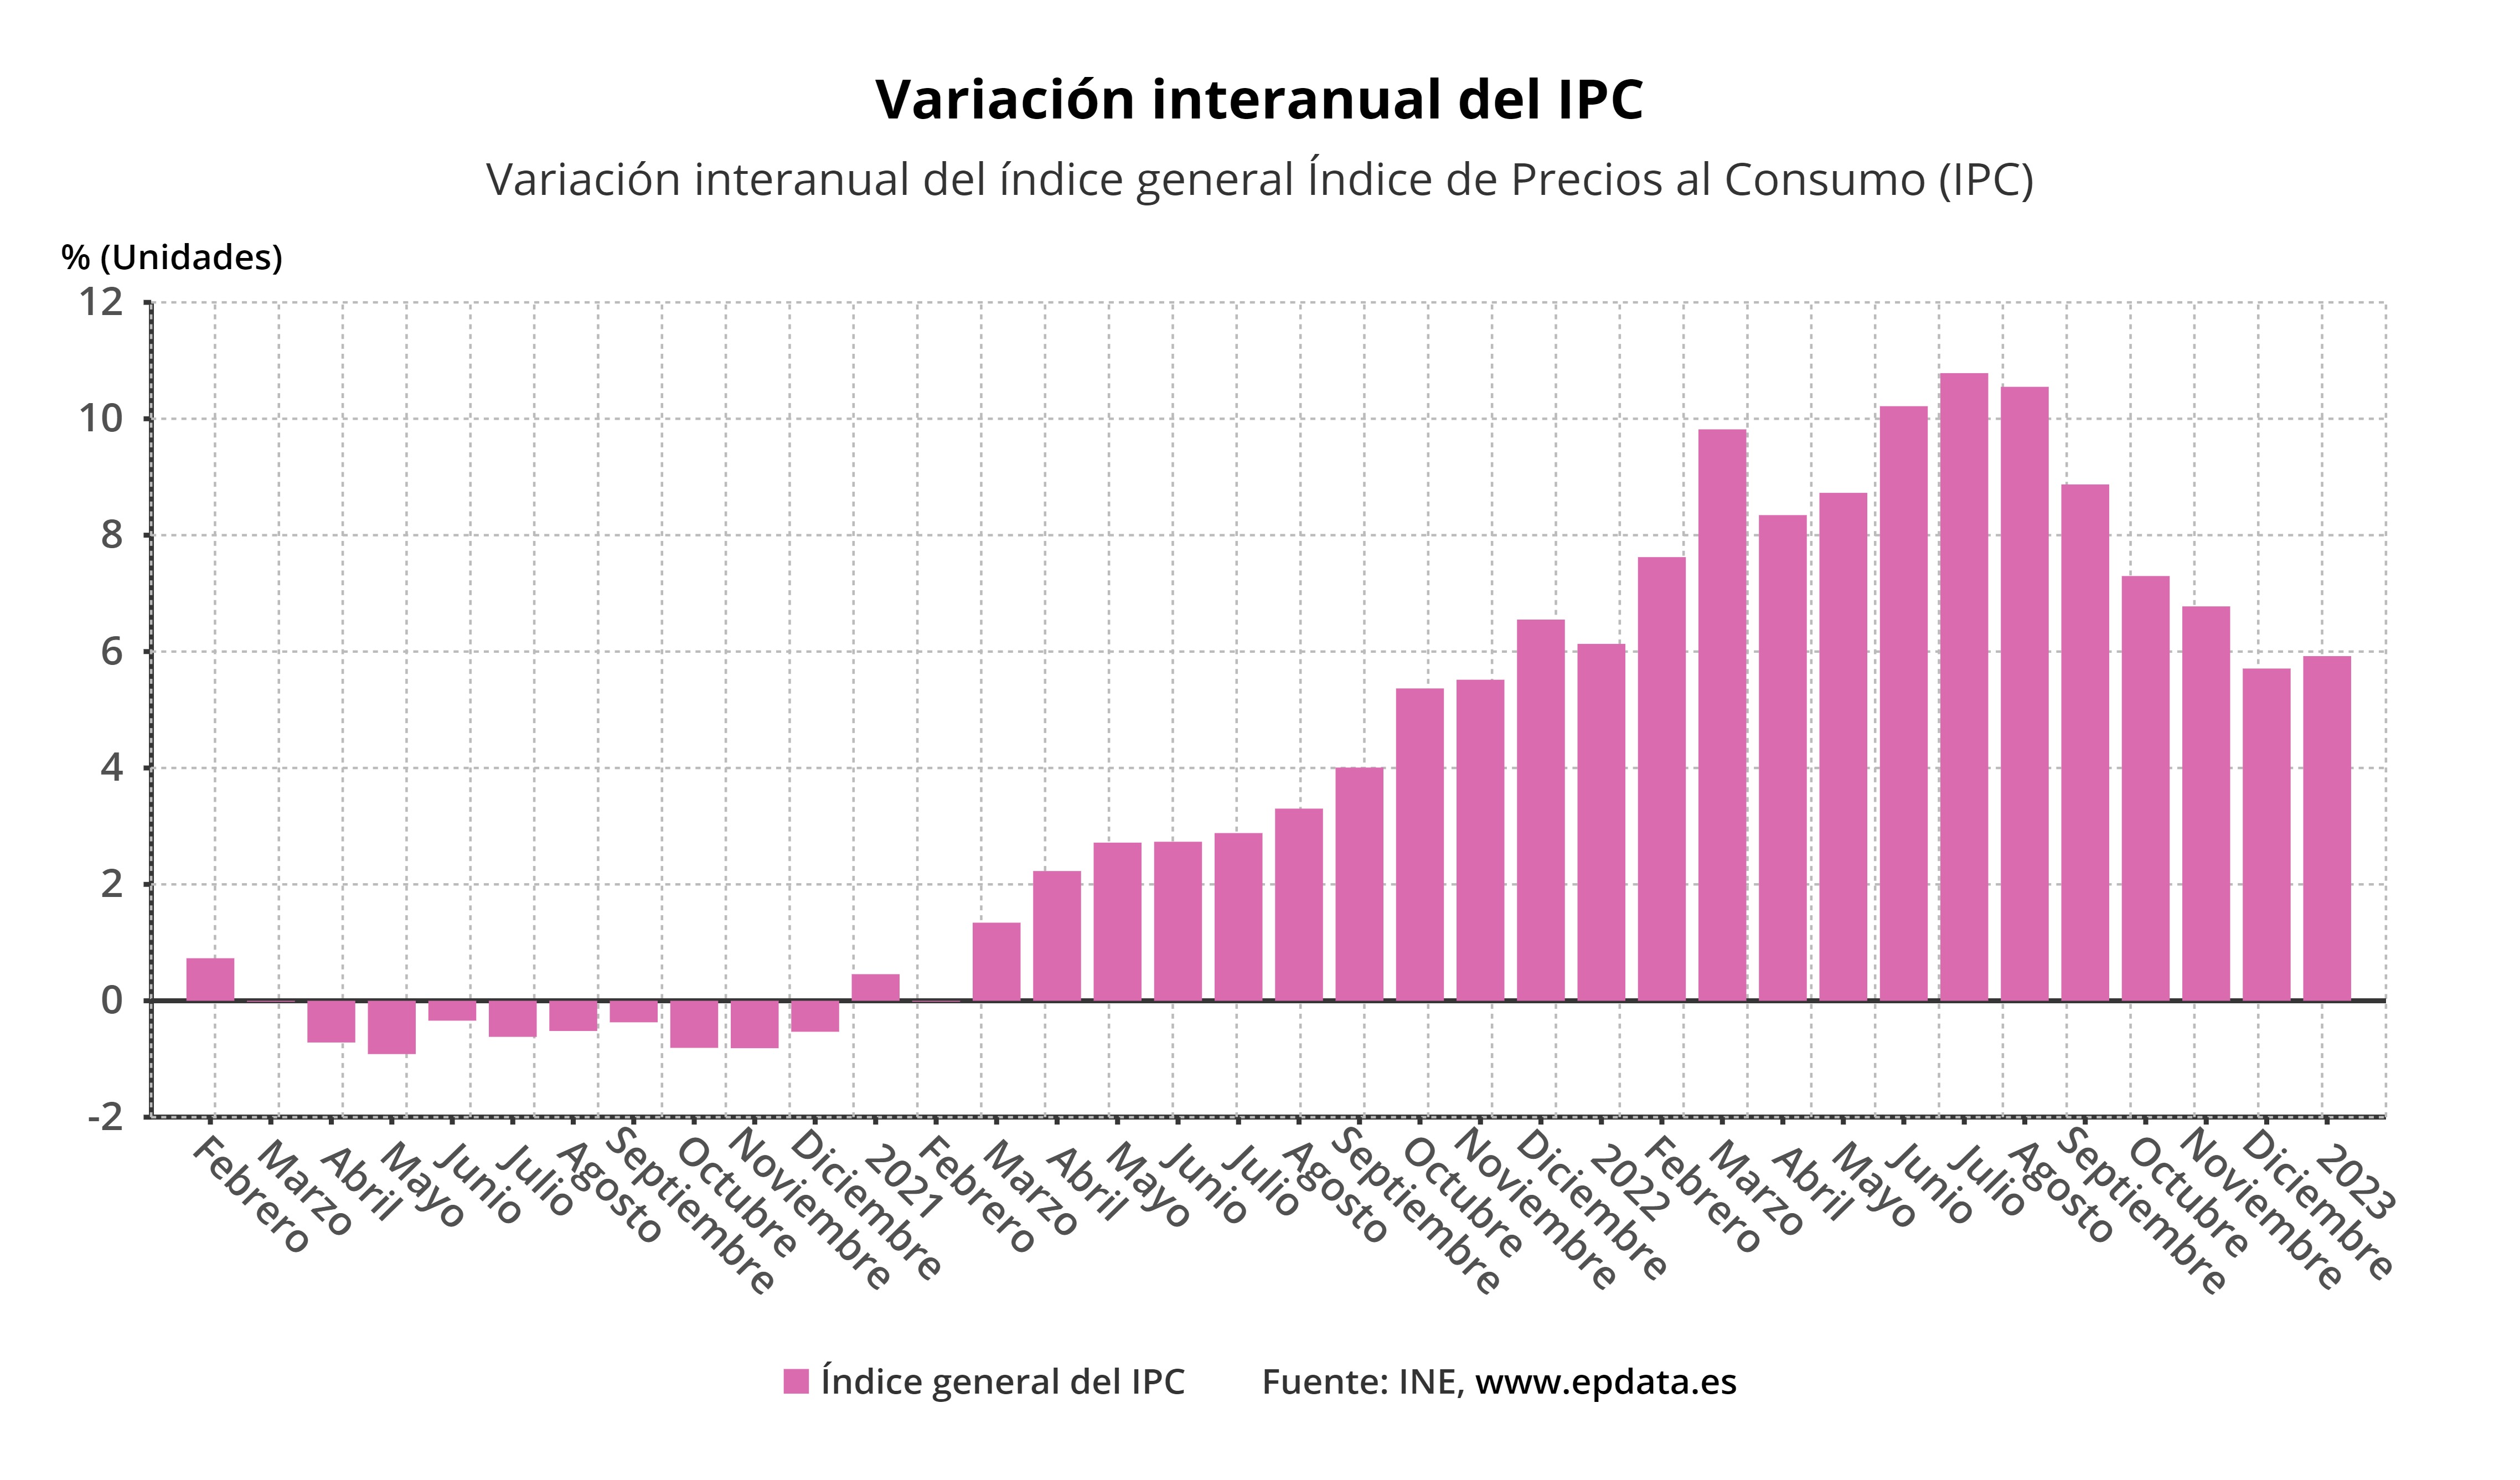 Variación interanual del IPC
Variación interanual del índice general Índice de Precios al Consumo (IPC)
% (Unidades)
12
10
8
6
4
2
0
-2
Febrero
Marzo
Abril
Mayo
Junio
Julio
Agosto
Septiembre
Octubre
Noviembre
Diciembre
2021
Febrero
Marzo
Abril
Mayo
Junio
Julio
Agosto
Septiembre
Octubre
Noviembre
Diciembre
2022
Febrero
Marzo
Abril
Mayo
Junio
Julio
Agosto
Septiembre
Octubre
Noviembre
Diciembre
2023
Índice general del IPC Fuente: INE, www.epdata.es